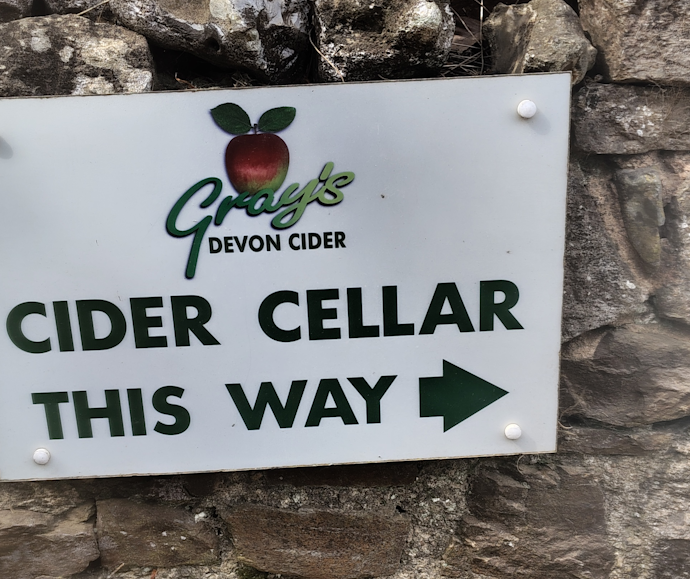 Gray's
DEVON CIDER
CIDER CELLAR
THIS WAY